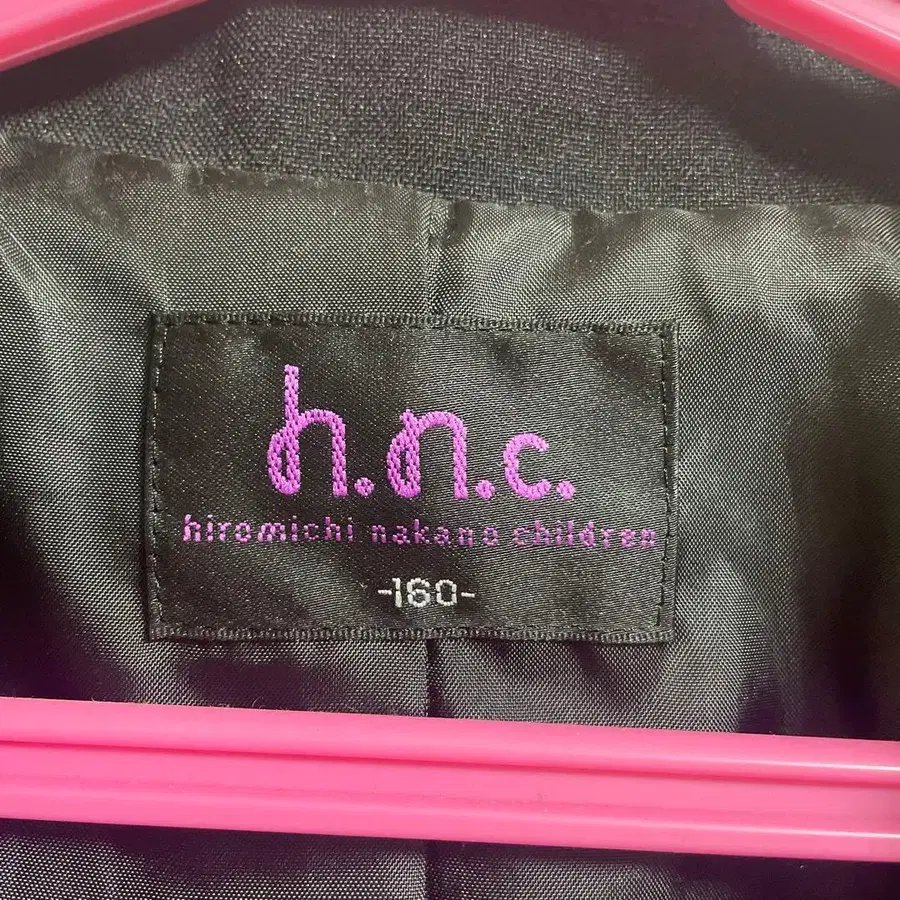 h.n.c.
hiromichi nakano children
-160-